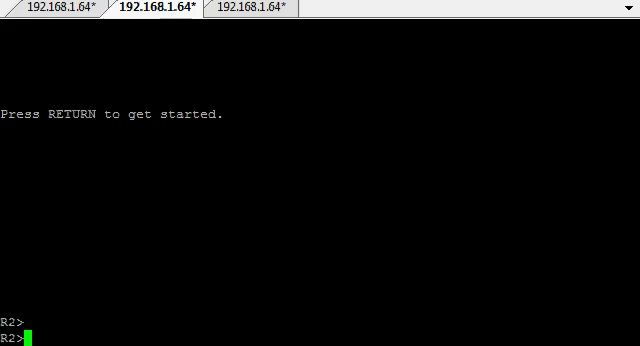 192.168.1.64* 192.168.1.64* 192.168.1.64*
Press RETURN to get started.
R2>
R2>